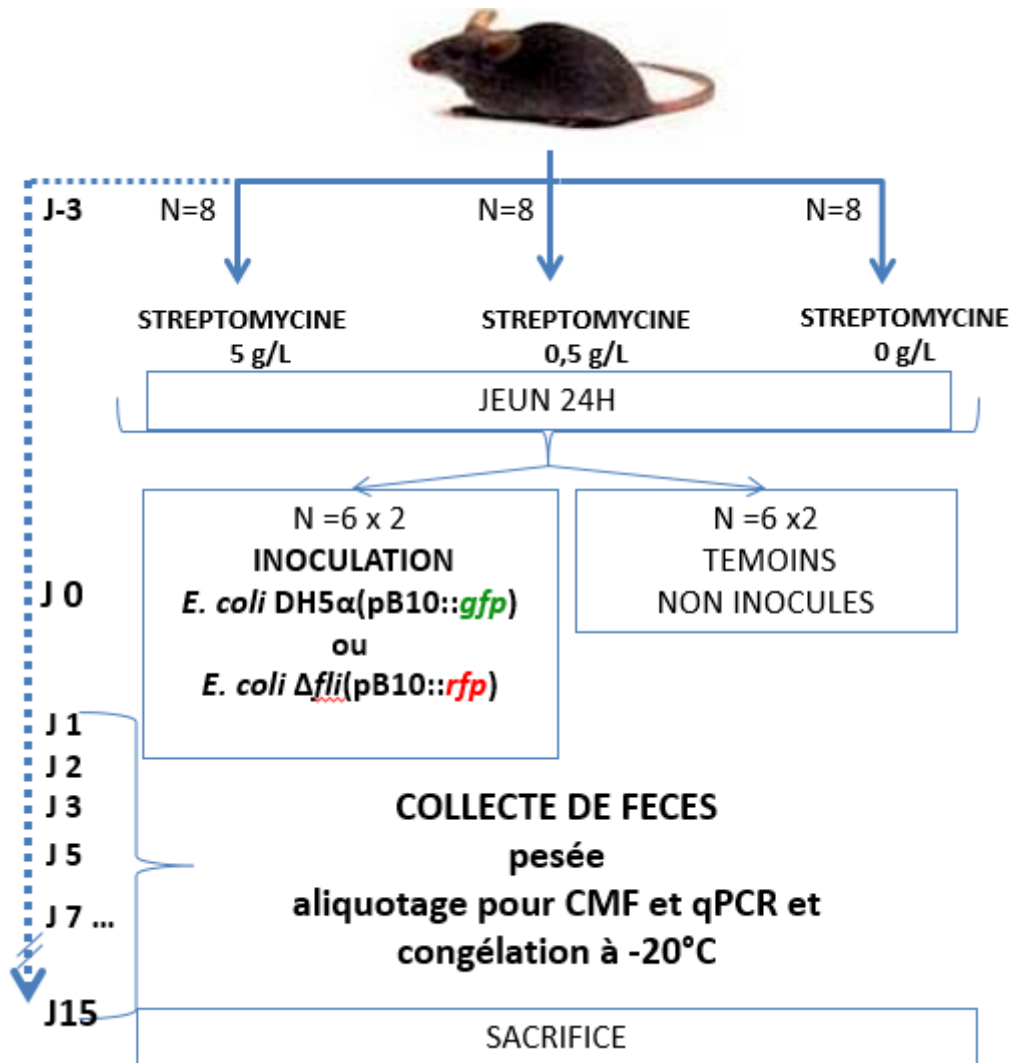 J-3
N=8
N=8
N=8
STREPTOMYCINE
5 g/L
STREPTOMYCINE
0,5 g/L
STREPTOMYCINE
0 g/L
JEUN 24H
J 0
N =6 x 2
INOCULATION
E. coli DH5α(pB10::gfp)
ou
E. coli Δfli(pB10::rfp)
N =6 x2
TEMOINS
NON INOCULES
J 1
J 2
J 3
J 5
J 7 ...
J15
COLLECTE DE FECES
pesée
aliquotage pour CMF et qPCR et
congélation à -20°C
SACRIFICE